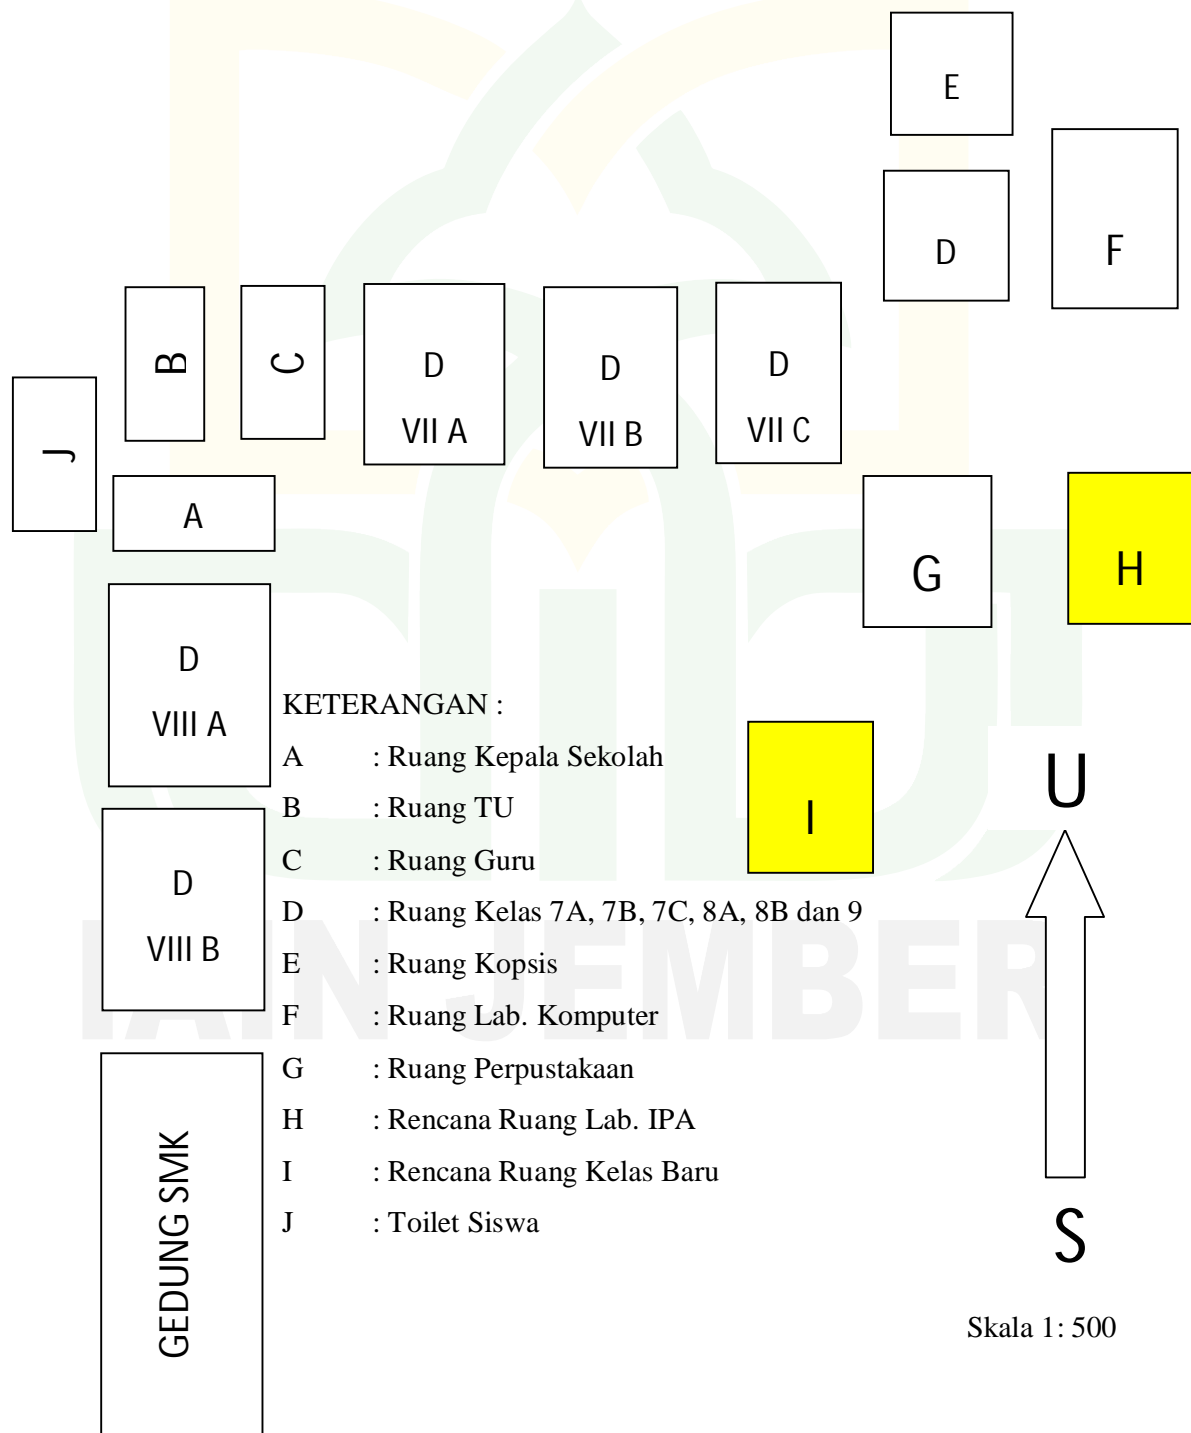 E
D
F
B
C
D
VII A
D
VII B
D
VII C
J
A
G
H
D
VIII A
KETERANGAN :
A : Ruang Kepala Sekolah
B : Ruang TU
C : Ruang Guru
D : Ruang Kelas 7A, 7B, 7C, 8A, 8B dan 9
E : Ruang Kopsis
F : Ruang Lab. Komputer
G : Ruang Perpustakaan
H : Rencana Ruang Lab. IPA
I : Rencana Ruang Kelas Baru
J : Toilet Siswa
I
U
D
VIII B
IAIN JEMBER
GEDUNG SMK
S
Skala 1: 500